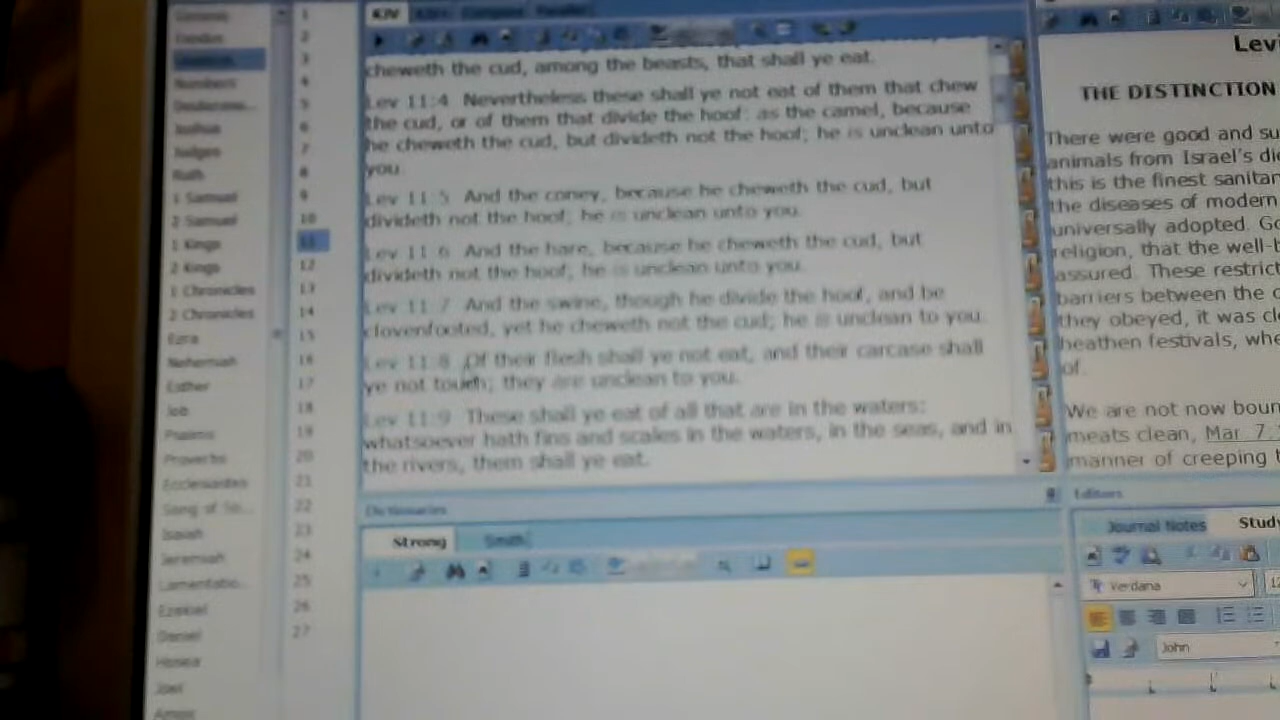 Genesis
Exodus
Numbers
Joshua
Judges
Ruth
1 Samuel
2 Samuel
1 Kings
2 Kings
1 Chronicles
2 Chronicles
Ezra
Nehemiah
Esther
Job
Psalms
Proverbs
Ecclesiastes
Song of So...
Isaiah
Jeremiah
Lamentatio...
Ezekiel
Daniel
Hosea
Joel
Amos
1
2
3
4
5
6
7
8
9
10
11
12
13
14
15
16
17
18
19
20
21
22
23
24
25
26
27
KJV
cheweth the cud, among the beasts, that shall ye eat.
Lev 11:4 Nevertheless these shall ye not eat of them that chew
the cud, or of them that divide the hoof: as the camel, because
he cheweth the cud, but divideth not the hoof; he is unclean unto
you.
Lev 11:5 And the coney, because he cheweth the cud, but
divideth not the hoof; he is unclean unto you.
Lev 11:6 And the hare, because he cheweth the cud, but
divideth not the hoof; he is unclean unto you.
Lev 11:7 And the swine, though he divide the hoof, and be
clovenfooted, yet he cheweth not the cud; he is unclean to you.
Lev 11:8 Of their flesh shall ye not eat, and their carcase shall
ye not touch; they are unclean to you.
Lev 11:9 These shall ye eat of all that are in the waters:
whatsoever hath fins and scales in the waters, in the seas, and in
the rivers, them shall ye eat.
Dictionaries
Strong Smith
Levi
THE DISTINCTION
There were good and su
animals from Israel's die
this is the finest sanitar
the diseases of modern
universally adopted. Go
religion, that the well-b
assured. These restrict
barriers between the c
they obeyed, it was cle
heathen festivals, whe
of.
We are not now boun
meats clean, Mar 7:
manner of creeping t
Editors
Journal Notes Study
Verdana
John